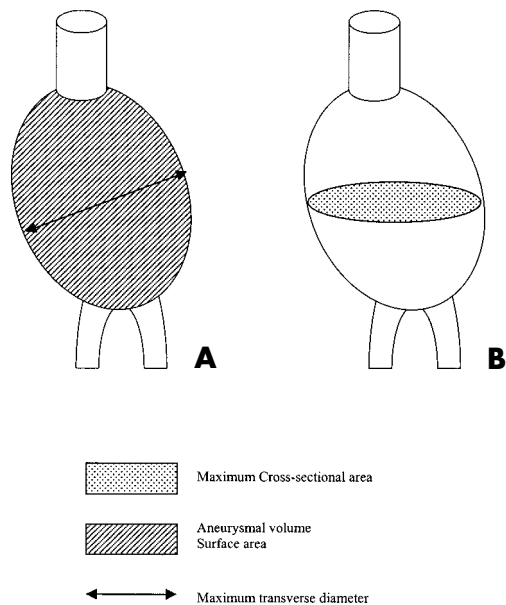 A
B
Maximum Cross-sectional area
Aneurysmal volume
Surface area
Maximum transverse diameter